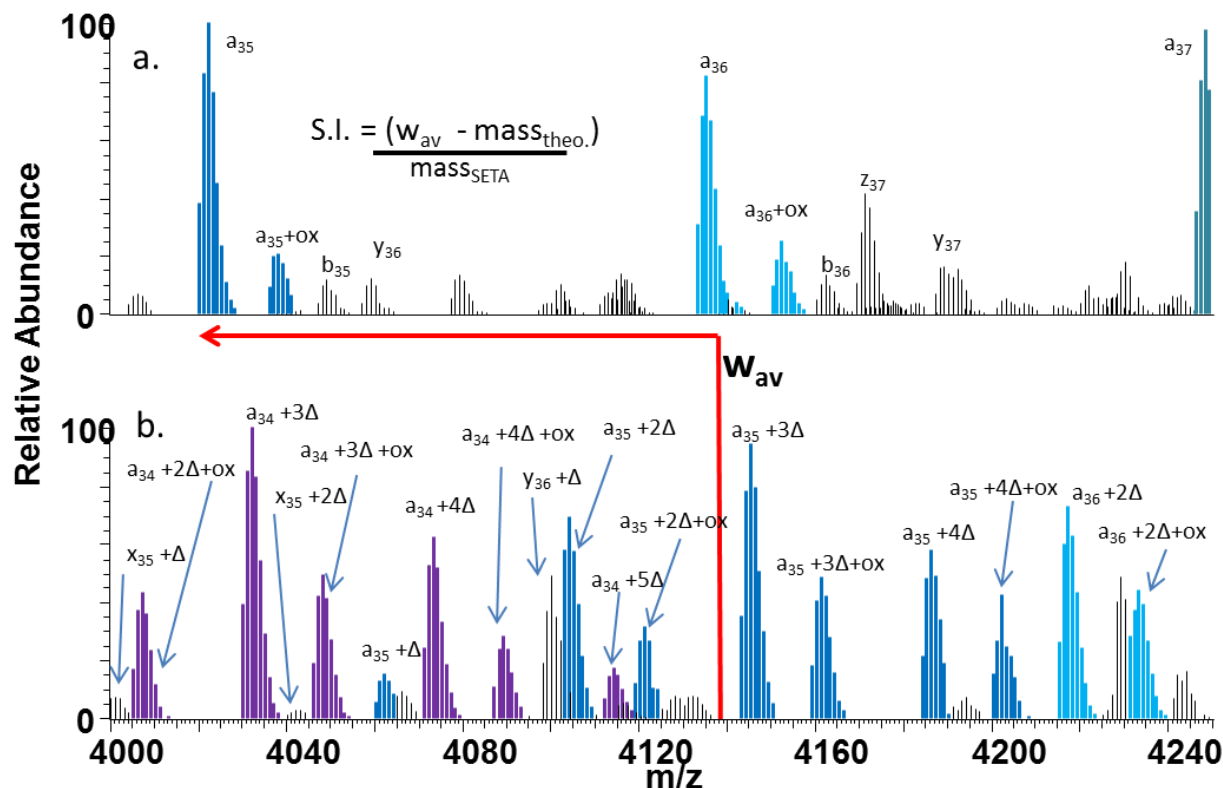 100
a.
a35
a36
a37
S.I. = (wav - masstheo.)
massSETA
a35+ox
b35
y36
a36+ox
b36
z37
y37
0
Relative Abundance
wav
100
b.
a34 +3Δ
a34 +2Δ+ox
a34 +3Δ +ox
x35 +2Δ
x35 +Δ
a35 +Δ
a34 +4Δ
a34 +4Δ +ox
y36 +Δ
a35 +2Δ
a35 +2Δ+ox
a34 +5Δ
a35 +3Δ
a35 +3Δ+ox
a35 +4Δ
a35 +4Δ+ox
a36 +2Δ
a36 +2Δ+ox
0
4000 4040 4080 4120 4160 4200 4240
m/z